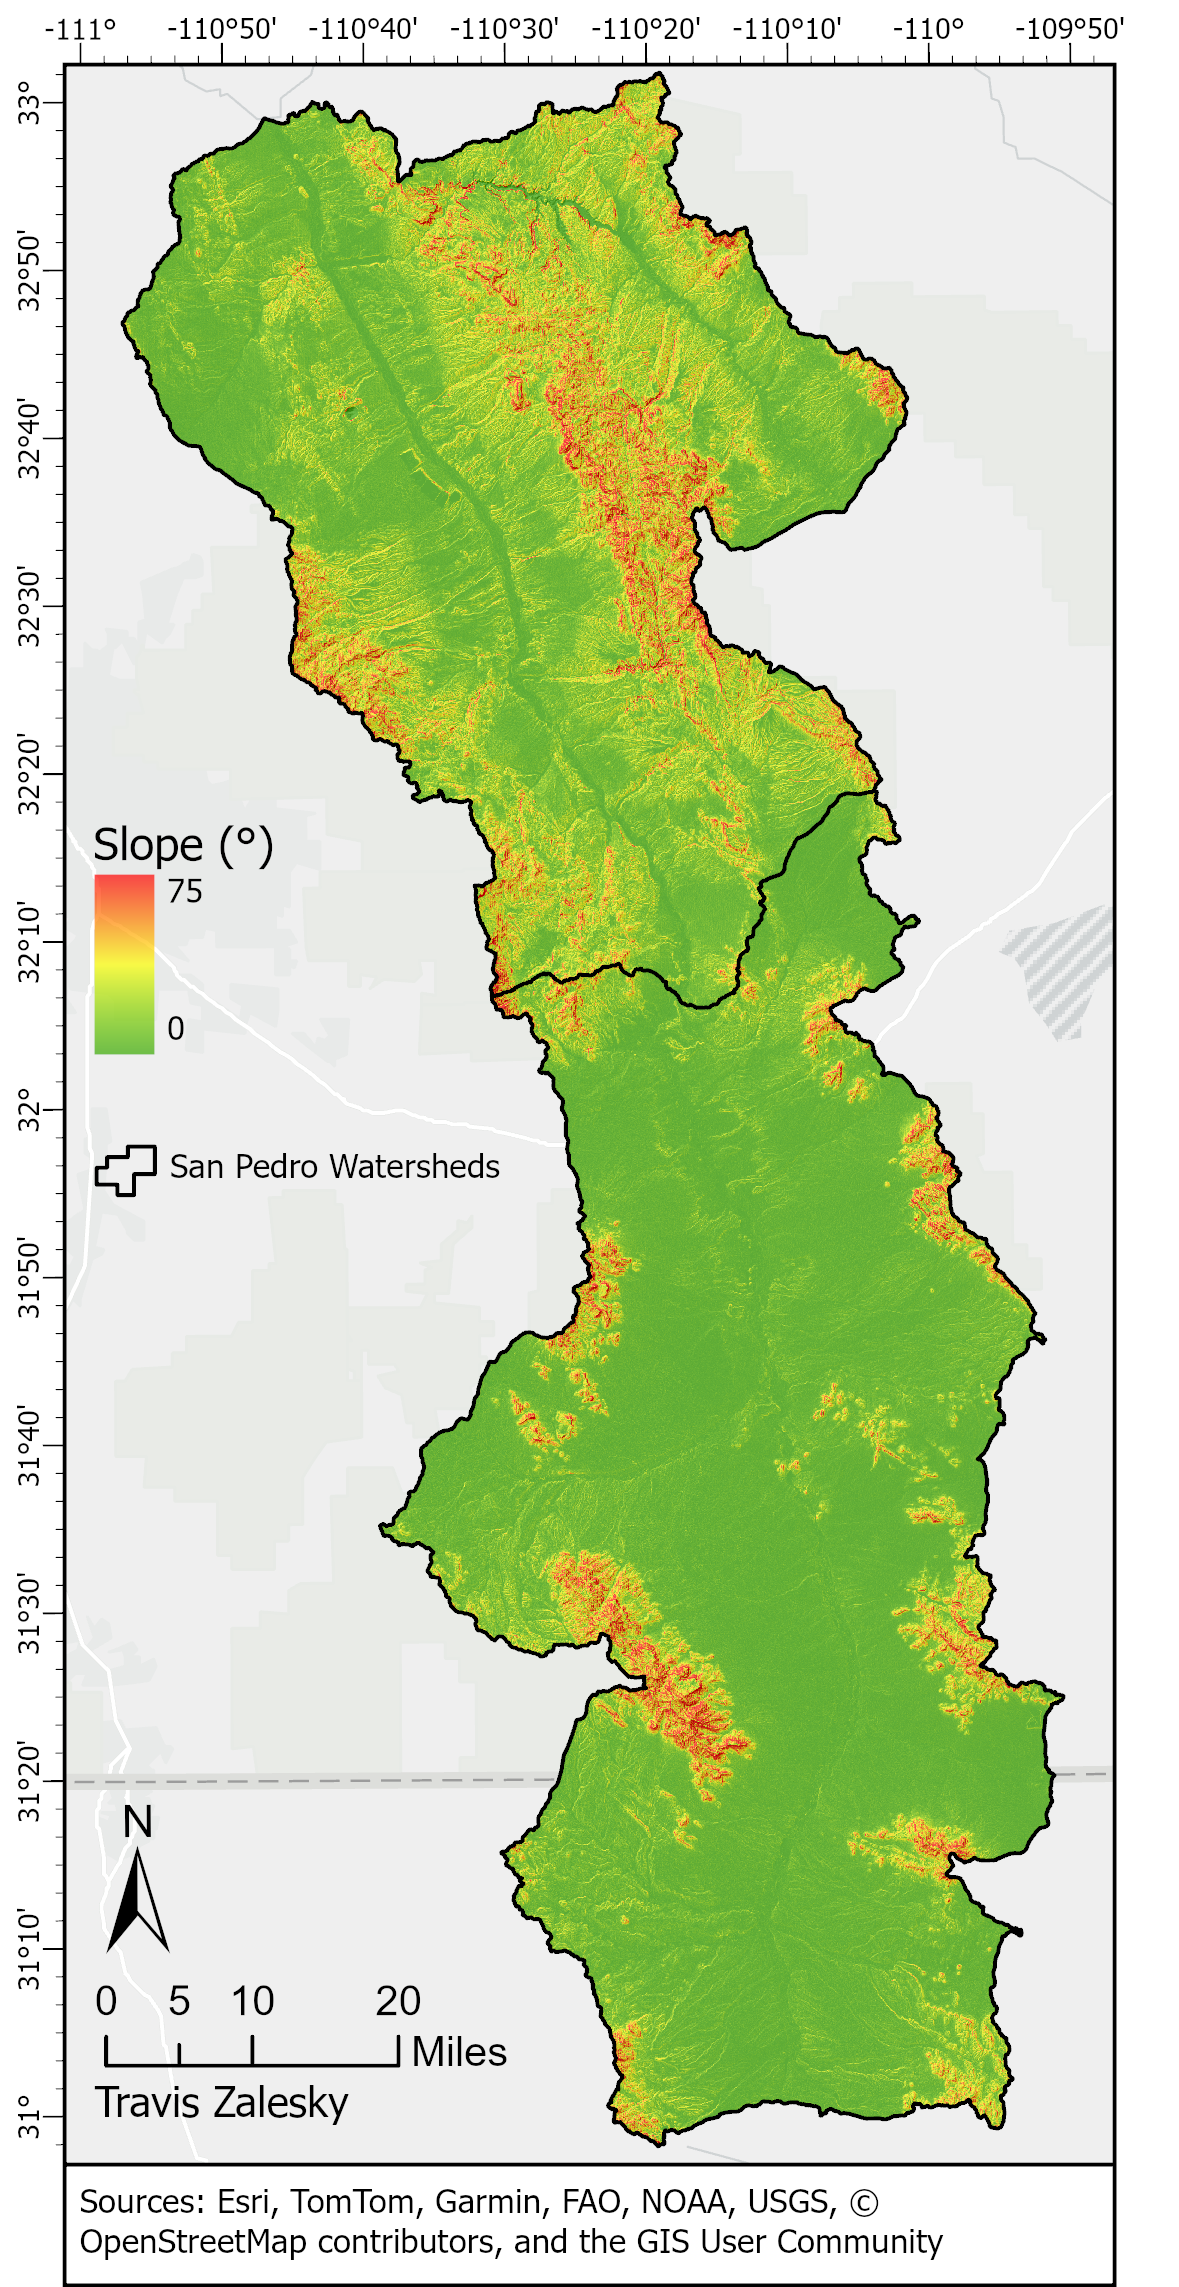 -111° -110°50' -110°40' -110°30' -110°20' -110°10' -110° -109°50'
33°
32°50'
32°40'
32°30'
32°20'
32°10'
32°
31°50'
31°40'
31°30'
31°20'
31°10'
31°
Slope (°)
75
0
San Pedro Watersheds
N
0 5 10 20
Miles
Travis Zalesky
Sources: Esri, TomTom, Garmin, FAO, NOAA, USGS, ©
OpenStreetMap contributors, and the GIS User Community